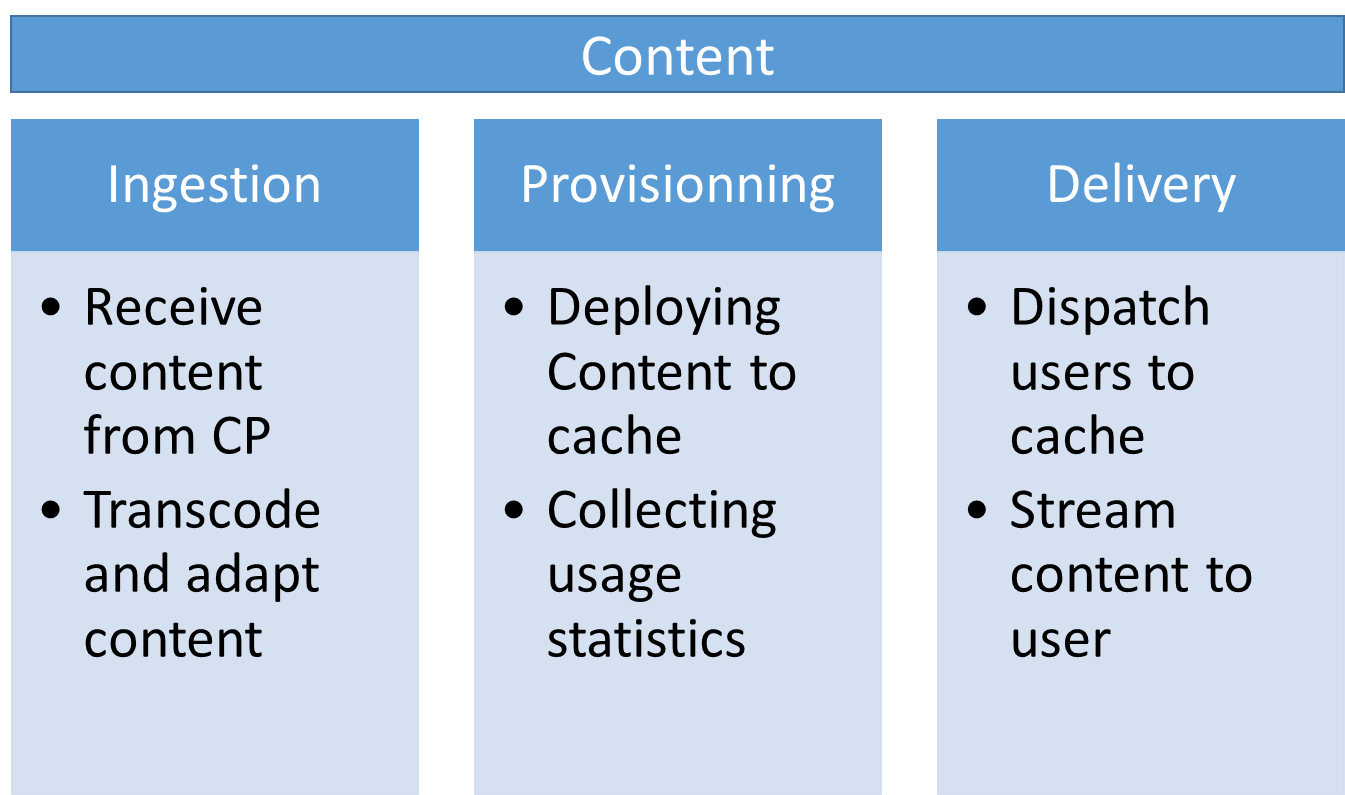 Content
Ingestion
• Receive
content
from CP
• Transcode
and adapt
content
Provisionning
• Deploying
Content to
cache
• Collecting
usage
statistics
Delivery
• Dispatch
users to
cache
• Stream
content to
user